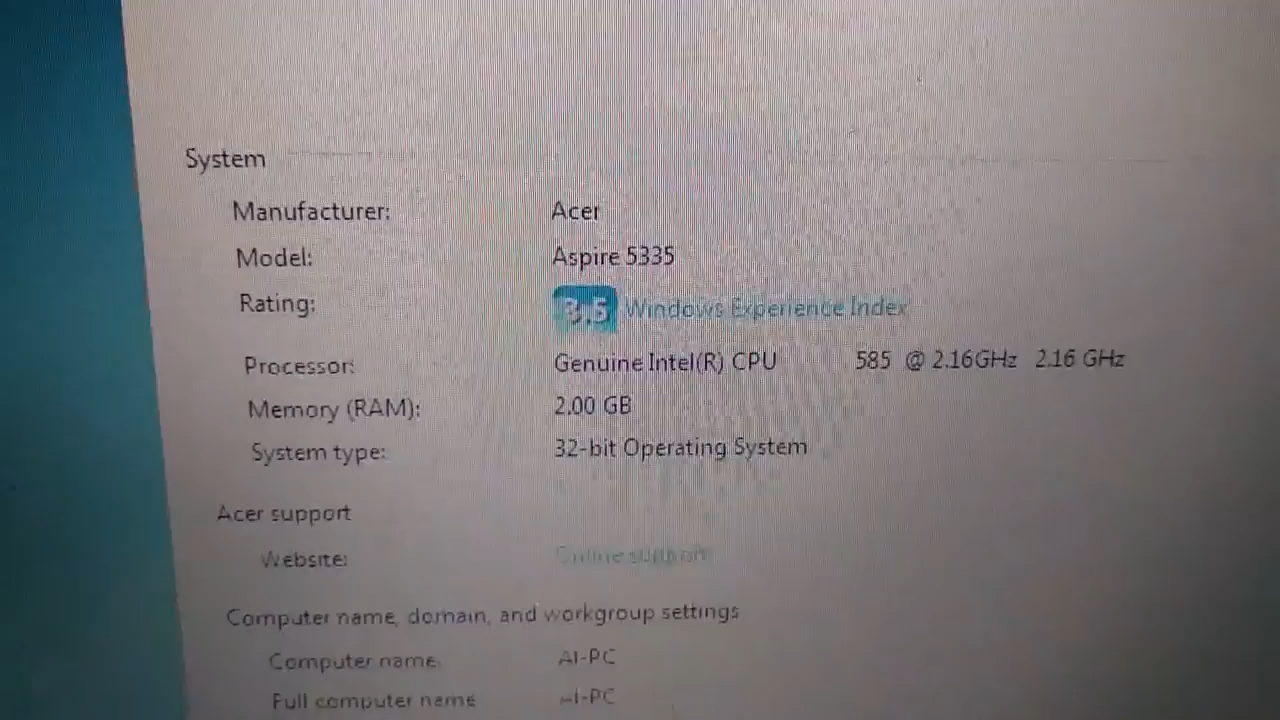 System
Manufacturer: Acer
Model: Aspire 5335
Rating: 3.5 Windows Experience Index
Processor: Genuine Intel(R) CPU 585 @ 2.16GHz 2.16 GHz
Memory (RAM): 2.00 GB
System type: 32-bit Operating System
Acer support
Website: Online support
Computer name, domain, and workgroup settings
Computer name: AI-PC
Full computer name AI-PC